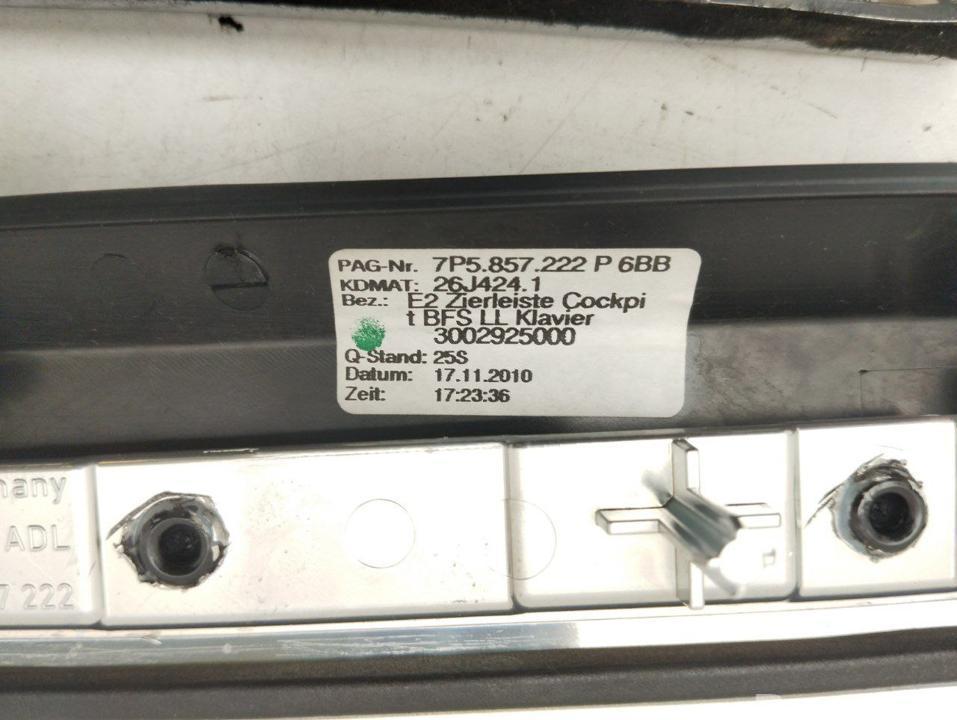 PAG-Nr. 7P5.857.222 P 6BB
KDMAT: 26J424.1
Bez.: E2 Zierleiste Cockpi
t BFS LL Klavier
3002925000
Q-Stand: 25S
Datum: 17.11.2010
Zeit: 17:23:36
many
ADL
7 222